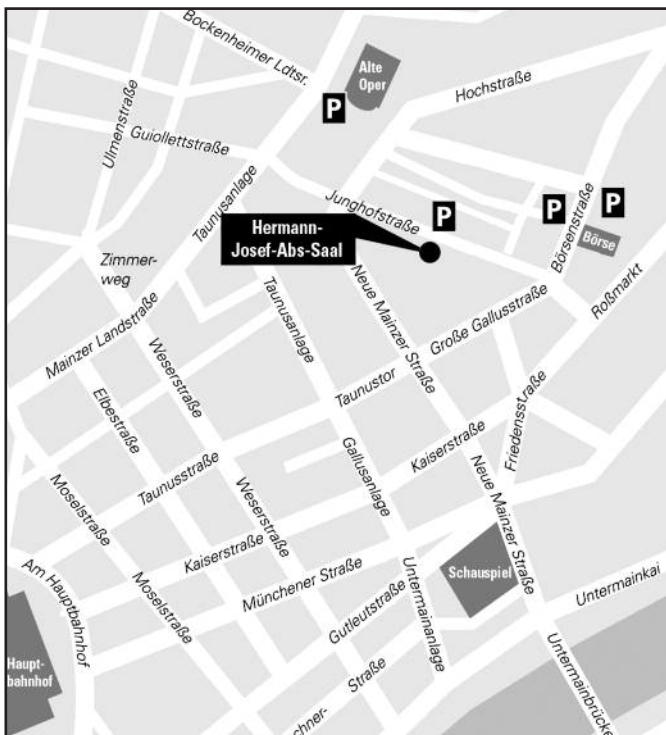 Bockenheimer Ldtsr.
Alte
Oper
P
Hochstraße
Ulmenstraße
Guiollettstraße
Taunusanlage
Junghofstraße
P
P
P
Hermann-
Josef-Abs-Saal
Börsenstraße
Börse
Zimmer-
weg
Roßmarkt
Mainzer Landstraße
Taunusanlage
Neue Mainzer Straße
Große Gallusstraße
Weserstraße
Taunustor
Elbestraße
Friedensstraße
Kaiserstraße
Gallusanlage
Taunusstraße
Moselstraße
Weserstraße
Neue Mainzer Straße
Kaiserstraße
Münchener Straße
Schauspiel
Am Hauptbahnhof
Moselstraße
Gutleutstraße
Untermainanlage
Untermainkai
Haupt-
bahnhof
chner-
Straße
Untermainbrücke